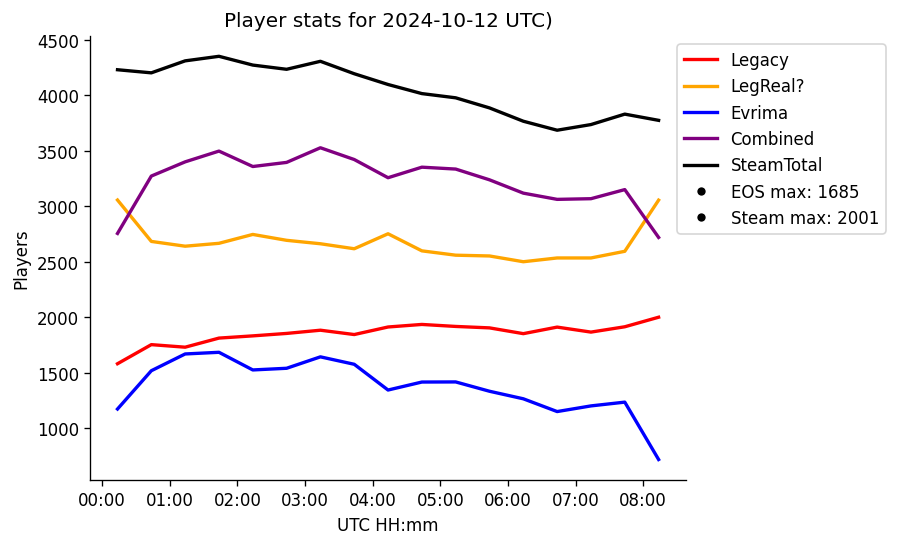 Player stats for 2024-10-12 UTC)
4500
4000
3500
3000
2500
2000
1500
1000
Players
00:00 01:00 02:00 03:00 04:00 05:00 06:00 07:00 08:00
UTC HH:mm
Legacy
LegReal?
Evrima
Combined
SteamTotal
EOS max: 1685
Steam max: 2001